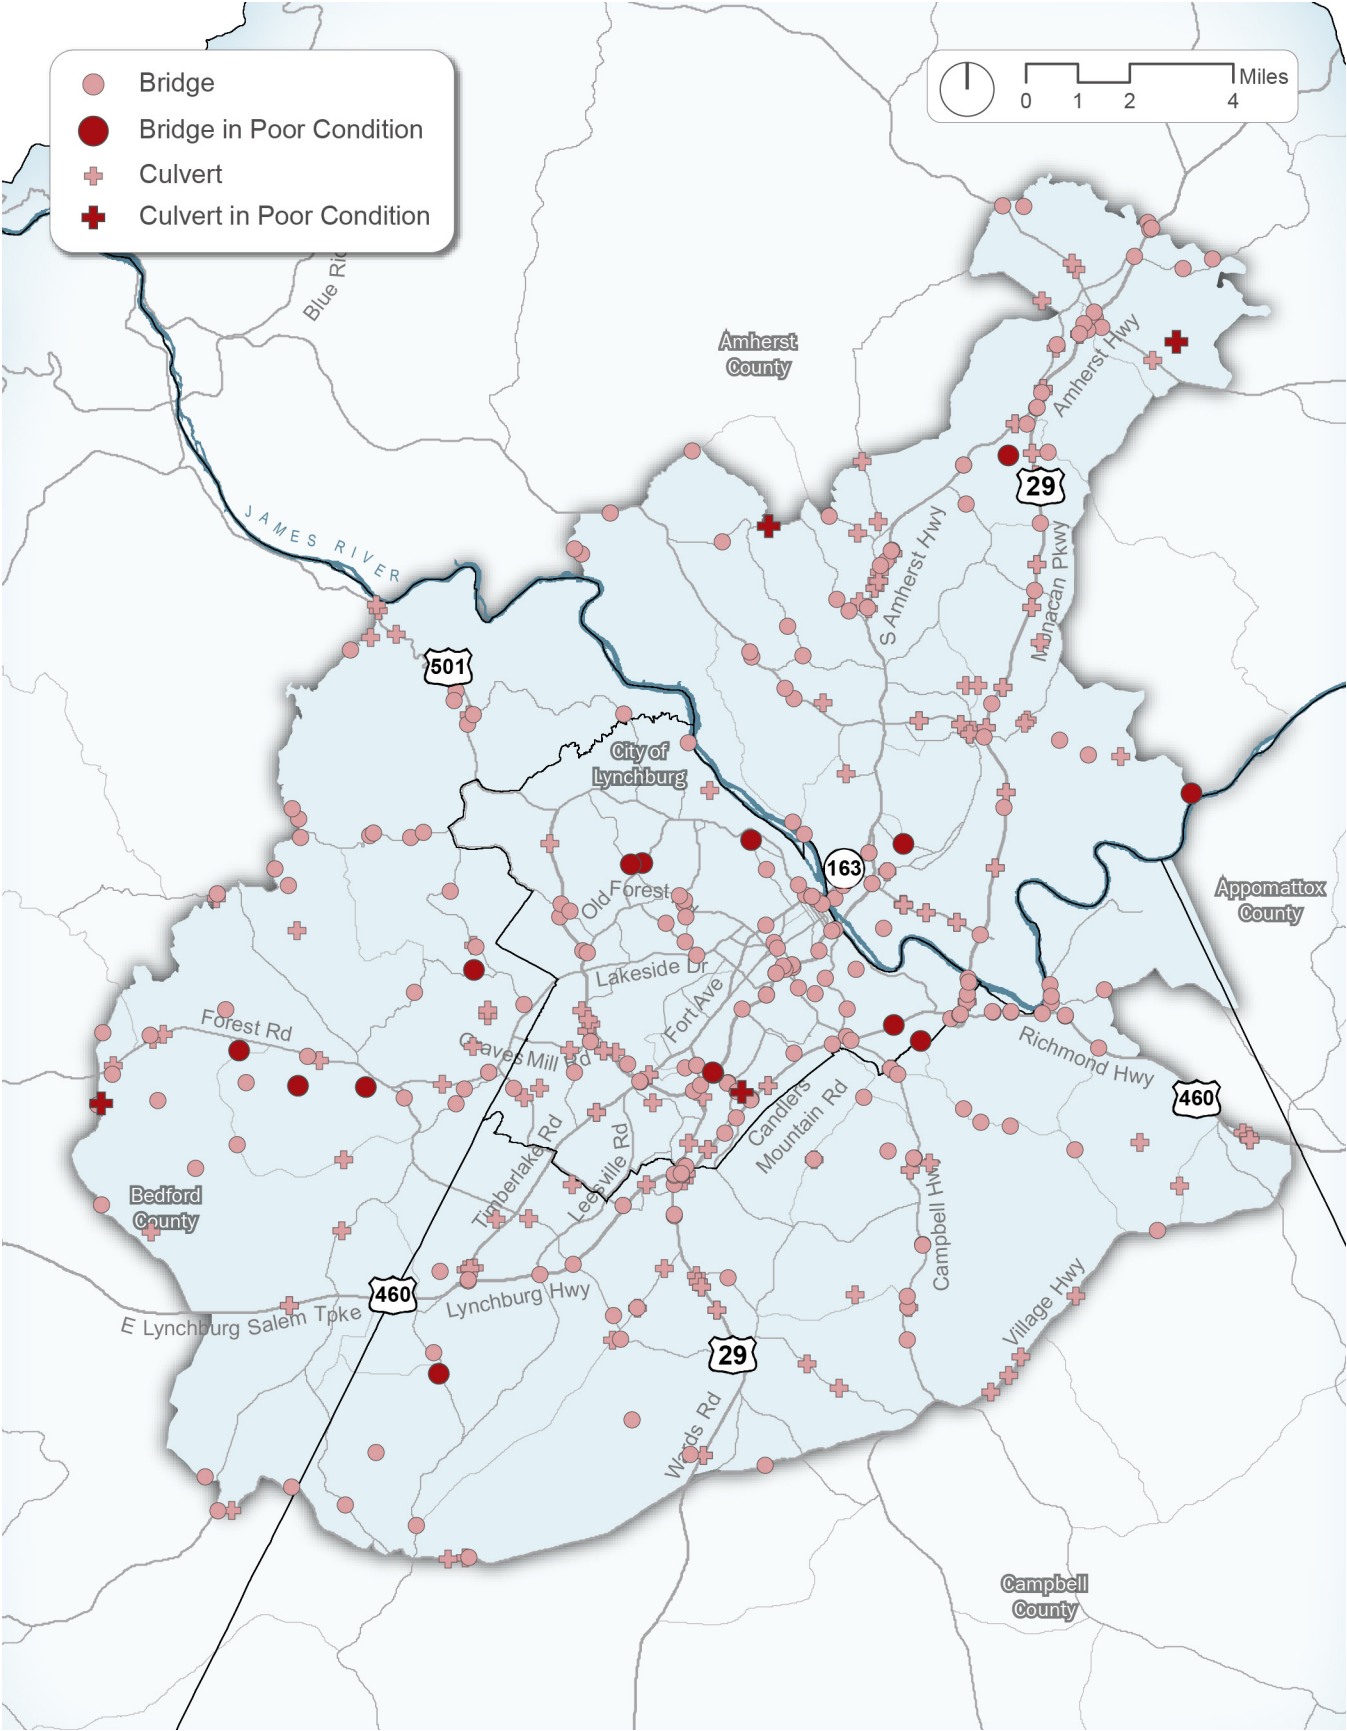 Bridge
Bridge in Poor Condition
Culvert
Culvert in Poor Condition
Miles
0 1 2 4
Amherst
County
Amherst Hwy
29
JAMES RIVER
S Amherst Hwy
Monacan Pkwy
501
City of
Lynchburg
163
Old Forest
Appomattox
County
Lakeside Dr
Fort Ave
Forest Rd
Graves Mill Rd
Richmond Hwy
460
Candlers
Mountain Rd
Timberlake Rd
Leesville Rd
Bedford
County
Campbell Hwy
460
Lynchburg Hwy
E Lynchburg Salem Tpke
Village Hwy
29
Wards Rd
Campbell
County